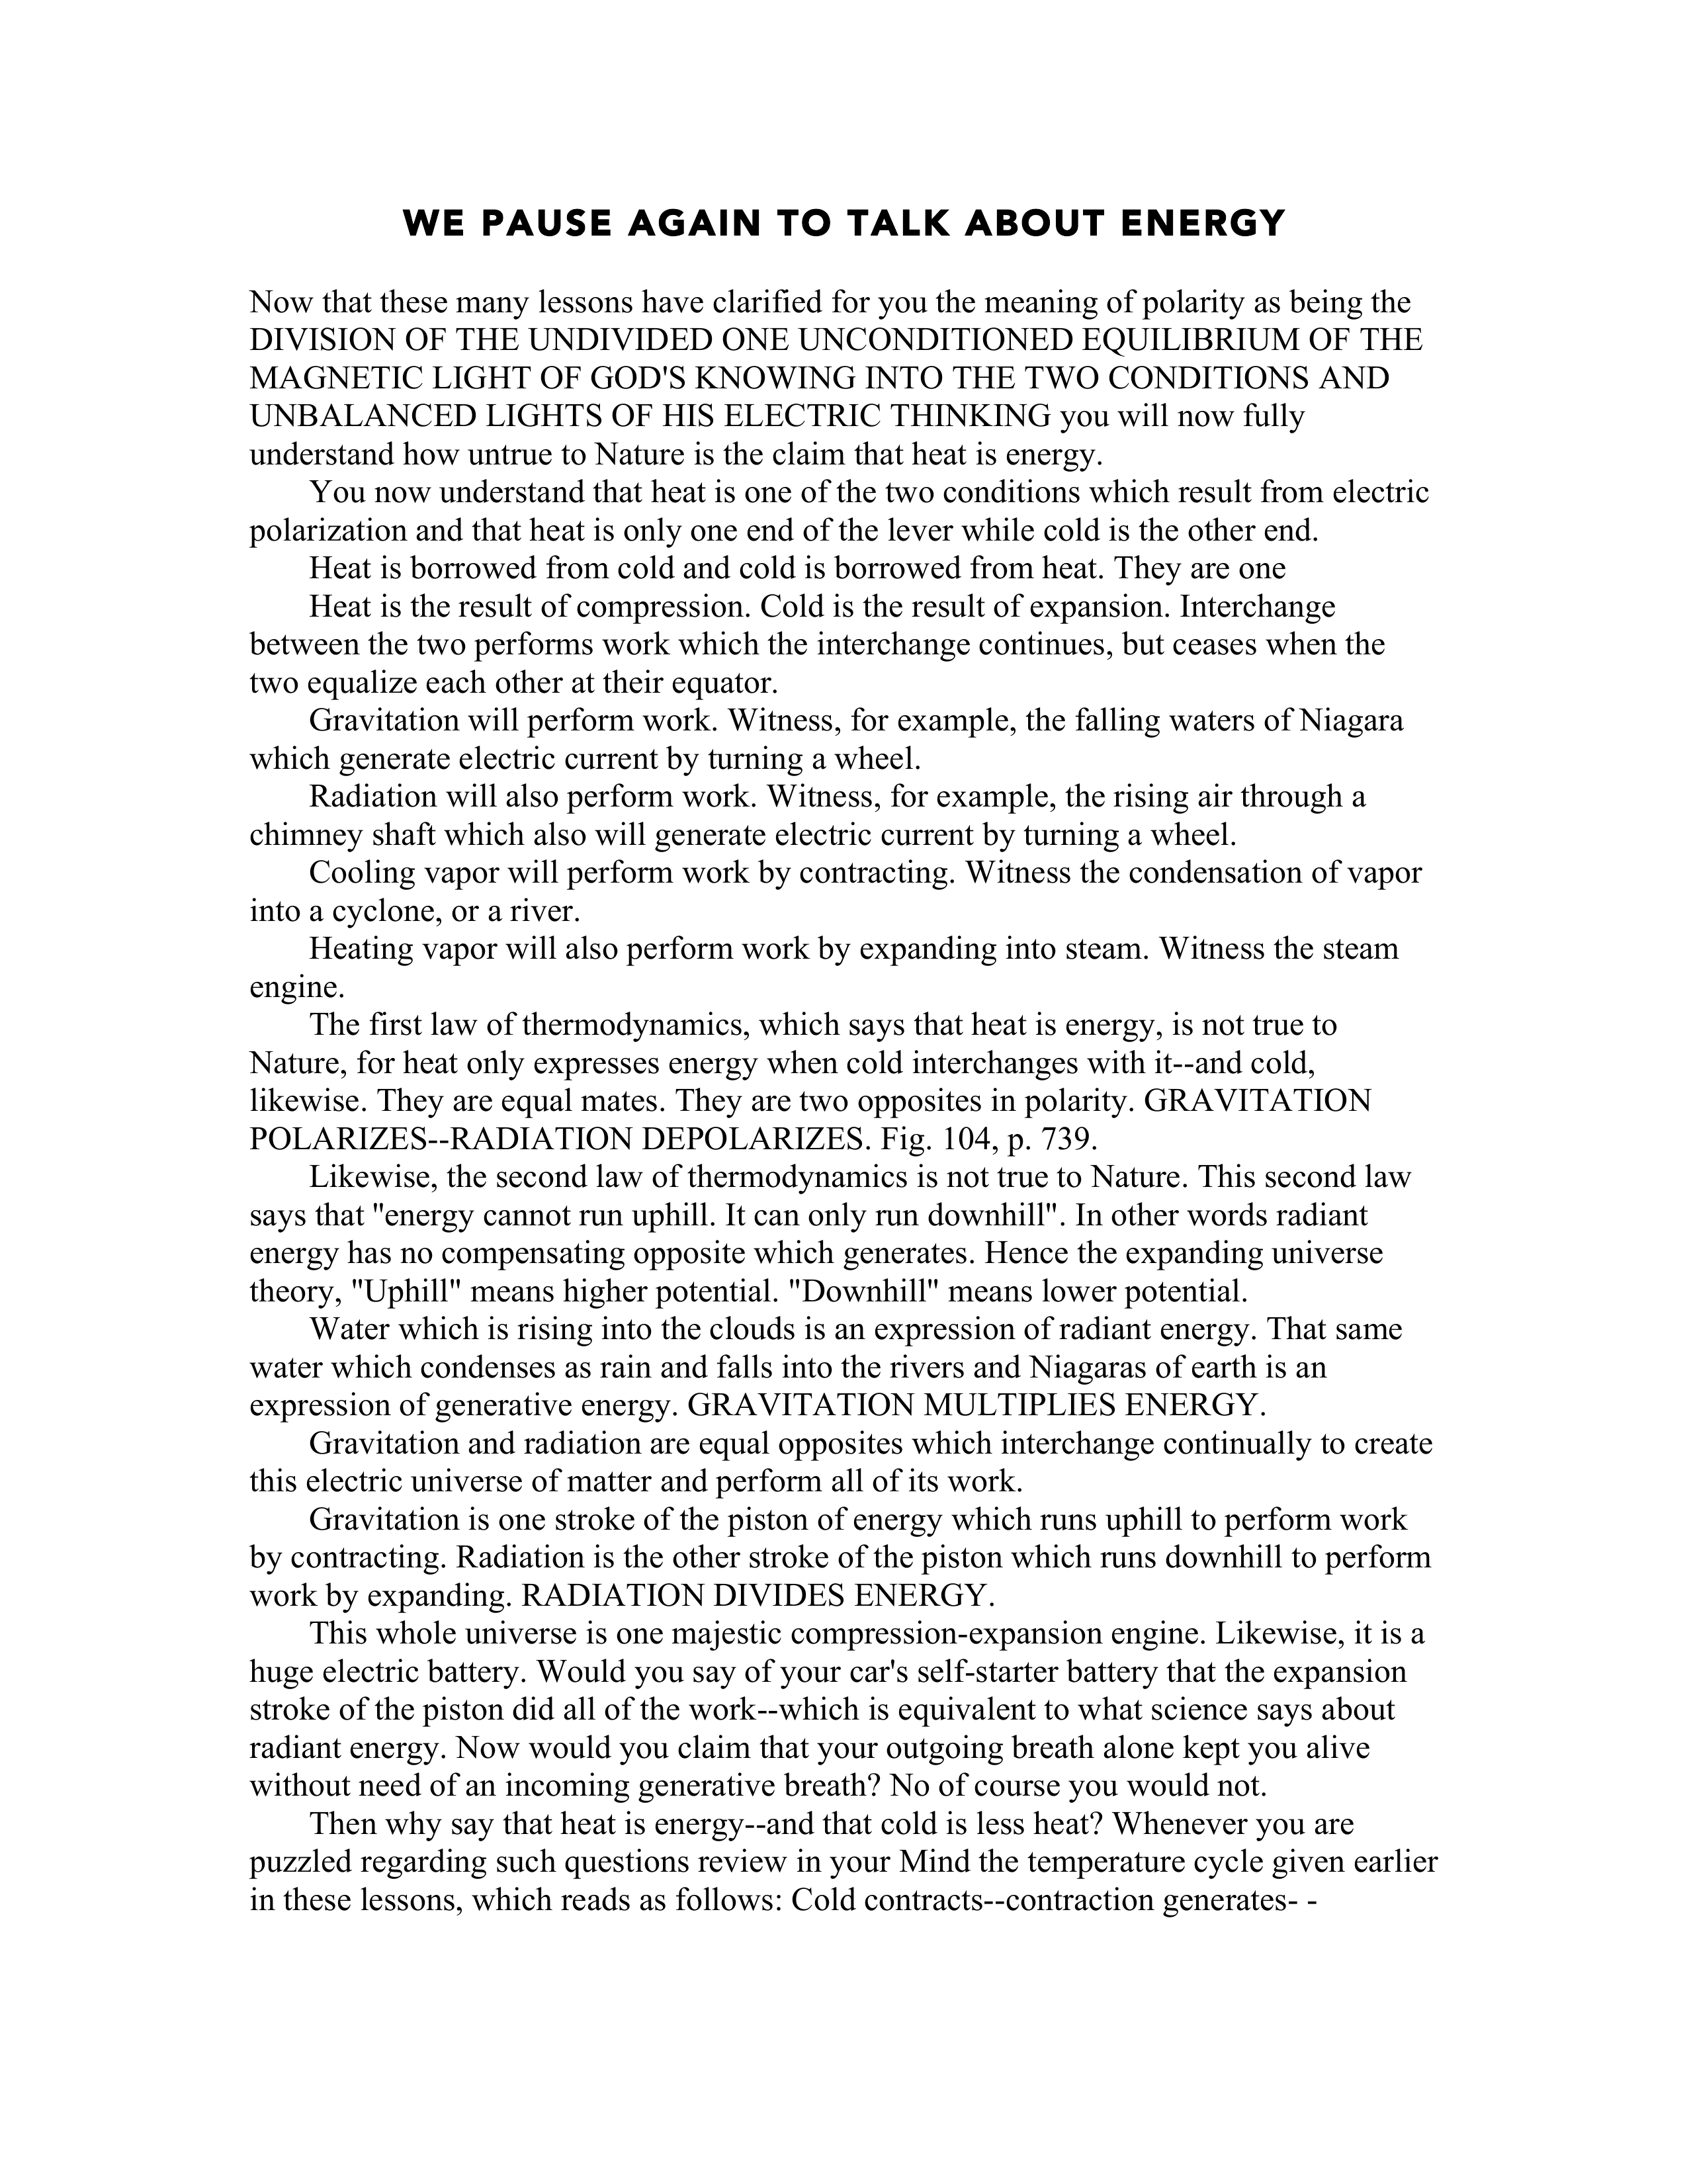 WE PAUSE AGAIN TO TALK ABOUT ENERGY
Now that these many lessons have clarified for you the meaning of polarity as being the
DIVISION OF THE UNDIVIDED ONE UNCONDITIONED EQUILIBRIUM OF THE
MAGNETIC LIGHT OF GOD'S KNOWING INTO THE TWO CONDITIONS AND
UNBALANCED LIGHTS OF HIS ELECTRIC THINKING you will now fully
understand how untrue to Nature is the claim that heat is energy.
You now understand that heat is one of the two conditions which result from electric
polarization and that heat is only one end of the lever while cold is the other end.
Heat is borrowed from cold and cold is borrowed from heat. They are one
Heat is the result of compression. Cold is the result of expansion. Interchange
between the two performs work which the interchange continues, but ceases when the
two equalize each other at their equator.
Gravitation will perform work. Witness, for example, the falling waters of Niagara
which generate electric current by turning a wheel.
Radiation will also perform work. Witness, for example, the rising air through a
chimney shaft which also will generate electric current by turning a wheel.
Cooling vapor will perform work by contracting. Witness the condensation of vapor
into a cyclone, or a river.
Heating vapor will also perform work by expanding into steam. Witness the steam
engine.
The first law of thermodynamics, which says that heat is energy, is not true to
Nature, for heat only expresses energy when cold interchanges with it--and cold,
likewise. They are equal mates. They are two opposites in polarity. GRAVITATION
POLARIZES--RADIATION DEPOLARIZES. Fig. 104, p. 739.
Likewise, the second law of thermodynamics is not true to Nature. This second law
says that "energy cannot run uphill. It can only run downhill". In other words radiant
energy has no compensating opposite which generates. Hence the expanding universe
theory, "Uphill" means higher potential. "Downhill" means lower potential.
Water which is rising into the clouds is an expression of radiant energy. That same
water which condenses as rain and falls into the rivers and Niagaras of earth is an
expression of generative energy. GRAVITATION MULTIPLIES ENERGY.
Gravitation and radiation are equal opposites which interchange continually to create
this electric universe of matter and perform all of its work.
Gravitation is one stroke of the piston of energy which runs uphill to perform work
by contracting. Radiation is the other stroke of the piston which runs downhill to perform
work by expanding. RADIATION DIVIDES ENERGY.
This whole universe is one majestic compression-expansion engine. Likewise, it is a
huge electric battery. Would you say of your car's self-starter battery that the expansion
stroke of the piston did all of the work--which is equivalent to what science says about
radiant energy. Now would you claim that your outgoing breath alone kept you alive
without need of an incoming generative breath? No of course you would not.
Then why say that heat is energy--and that cold is less heat? Whenever you are
puzzled regarding such questions review in your Mind the temperature cycle given earlier
in these lessons, which reads as follows: Cold contracts--contraction generates- -